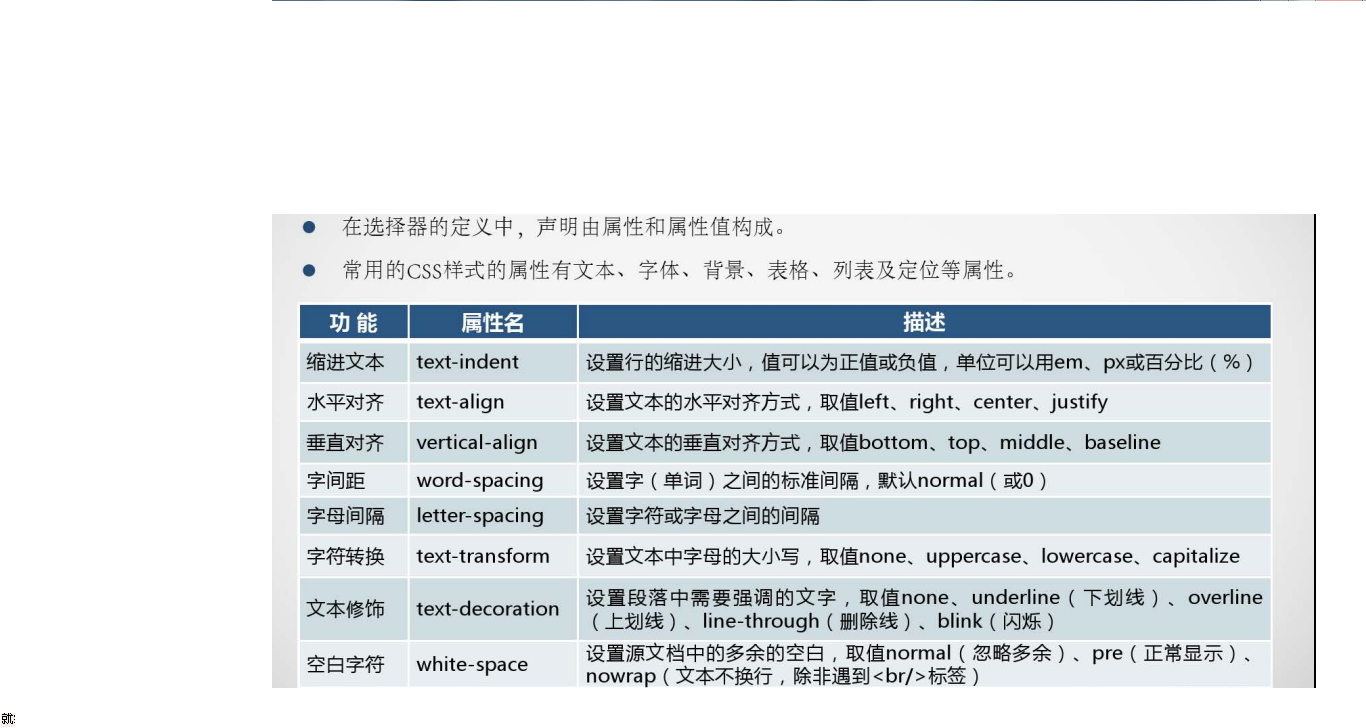 在选择器的定义中，声明由属性和属性值构成。
常用的CSS样式的属性有文本、字体、背景、表格、列表及定位等属性。
功 能 属性名 描述
缩进文本 text-indent 设置行的缩进大小，值可以为正值或负值，单位可以用em、px或百分比（%）
水平对齐 text-align 设置文本的水平对齐方式，取值left、right、center、justify
垂直对齐 vertical-align 设置文本的垂直对齐方式，取值bottom、top、middle、baseline
字间距 word-spacing 设置字（单词）之间的标准间隔，默认normal（或0）
字母间隔 letter-spacing 设置字符或字母之间的间隔
字符转换 text-transform 设置文本中字母的大小写，取值none、uppercase、lowercase、capitalize
文本修饰 text-decoration 设置段落中需要强调的文字，取值none、underline（下划线）、overline
（上划线）、line-through（删除线）、blink（闪烁）
空白字符 white-space 设置源文档中的多余的空白，取值normal（忽略多余）、pre（正常显示）、
nowrap（文本不换行，除非遇到<br/>标签）
就